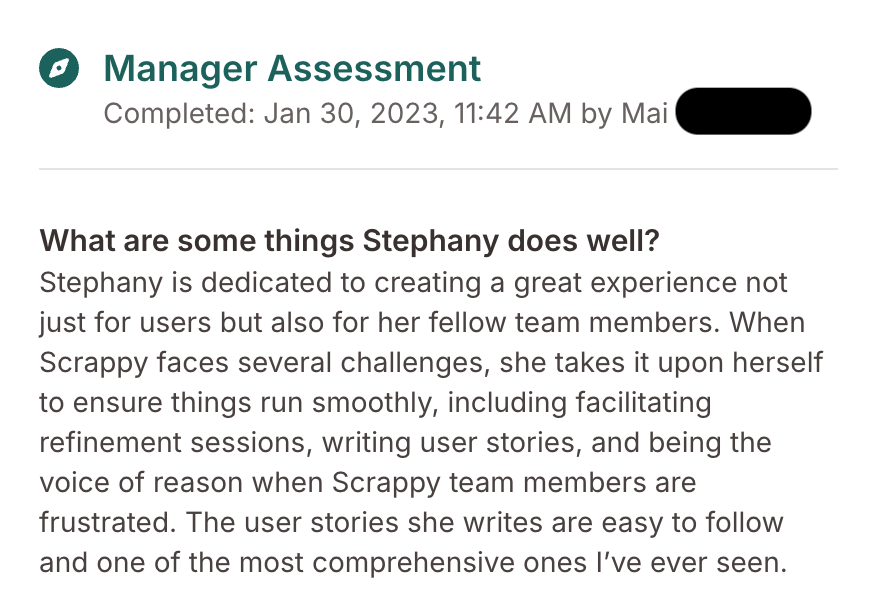 Manager Assessment
Completed: Jan 30, 2023, 11:42 AM by Mai
What are some things Stephany does well?
Stephany is dedicated to creating a great experience not
just for users but also for her fellow team members. When
Scrappy faces several challenges, she takes it upon herself
to ensure things run smoothly, including facilitating
refinement sessions, writing user stories, and being the
voice of reason when Scrappy team members are
frustrated. The user stories she writes are easy to follow
and one of the most comprehensive ones I’ve ever seen.